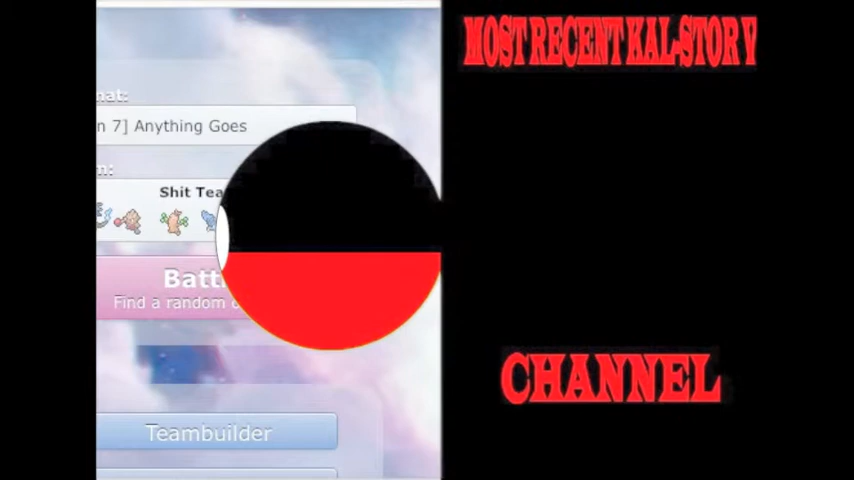 MOST RECENT KAL-STORY
nat:
n 7] Anything Goes
m:
Shit Tea
Batt
Find a random o
Teambuilder
CHANNEL